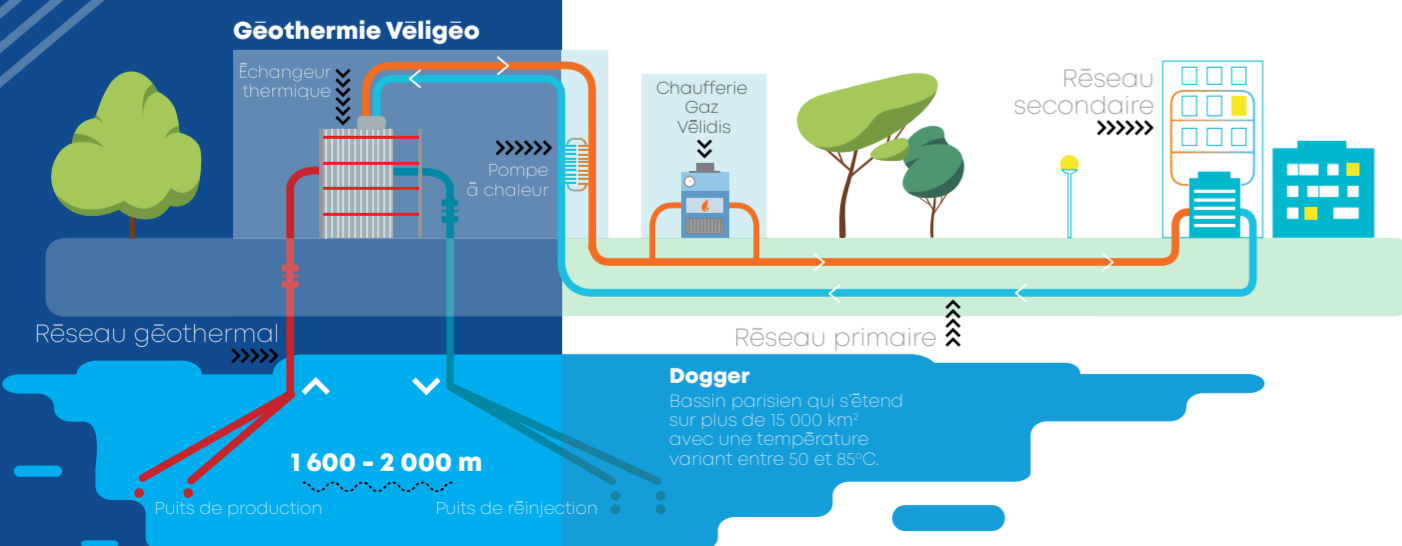 Géothermie Véligéo
Échangeur
thermique
Pompe
à chaleur
Chaufferie
Gaz
Vélidis
Réseau
secondaire
Réseau géothermal
Réseau primaire
Dogger
Bassin parisien qui s'étend
sur plus de 15 000 km²
avec une température
variant entre 50 et 85°C.
1 600 - 2 000 m
Puits de production
Puits de réinjection